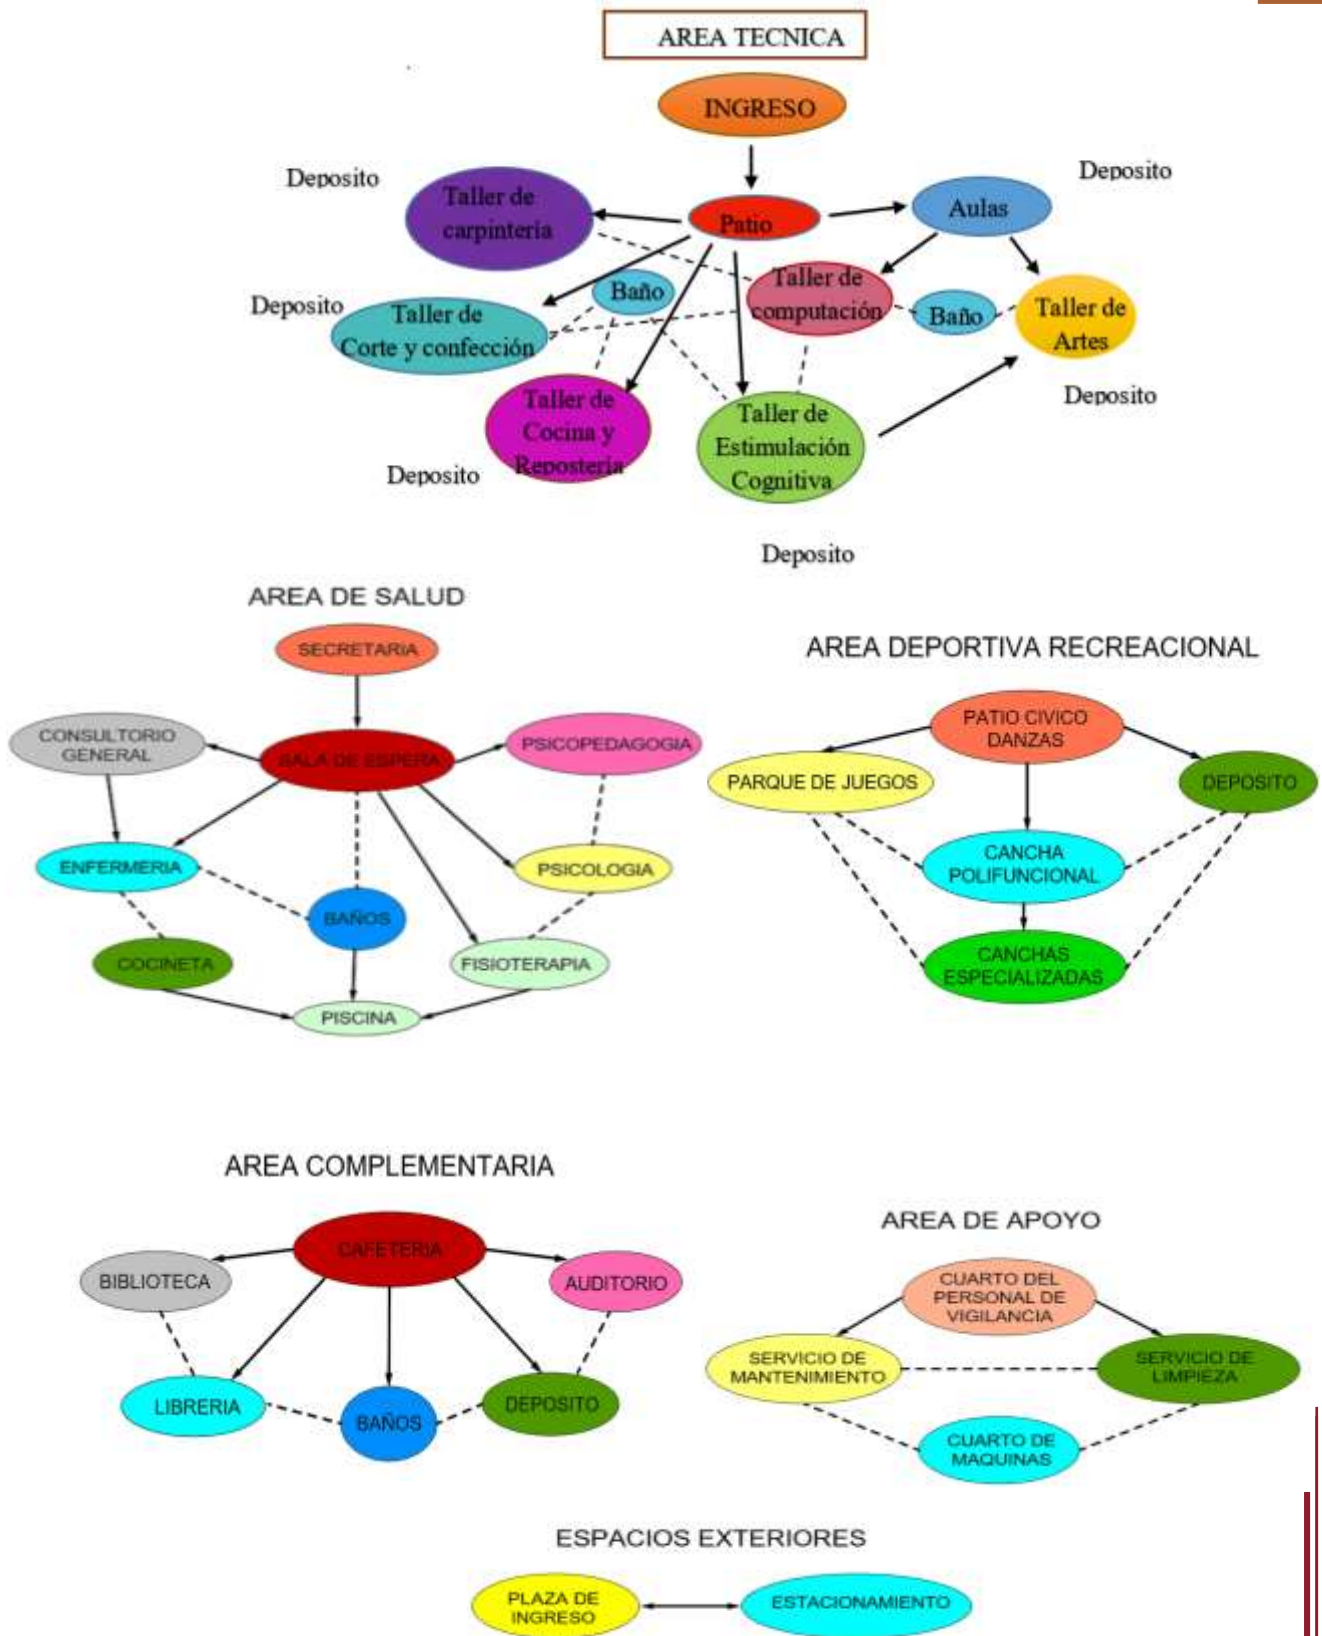 AREA TECNICA
INGRESO
Deposito
Taller de
carpintería
Patio
Aulas
Deposito
Deposito
Baño
Taller de
computación
Baño
Taller de
Artes
Taller de
Corte y confección
Deposito
Taller de
Cocina y
Repostería
Taller de
Estimulación
Cognitiva
Deposito
Deposito
AREA DE SALUD
SECRETARIA
CONSULTORIO
GENERAL
SALA DE ESPERA
PSICOPEDAGOGIA
ENFERMERIA
PSICOLOGIA
BAÑOS
COCINETA
FISIOTERAPIA
PISCINA
AREA DEPORTIVA RECREACIONAL
PATIO CIVICO
DANZAS
PARQUE DE JUEGOS
DEPOSITO
CANCHA
POLIFUNCIONAL
CANCHAS
ESPECIALIZADAS
AREA COMPLEMENTARIA
CAFETERIA
BIBLIOTECA
AUDITORIO
LIBRERIA
BAÑOS
DEPOSITO
AREA DE APOYO
CUARTO DEL
PERSONAL DE
VIGILANCIA
SERVICIO DE
MANTENIMIENTO
SERVICIO DE
LIMPIEZA
CUARTO DE
MAQUINAS
ESPACIOS EXTERIORES
PLAZA DE
INGRESO
ESTACIONAMIENTO